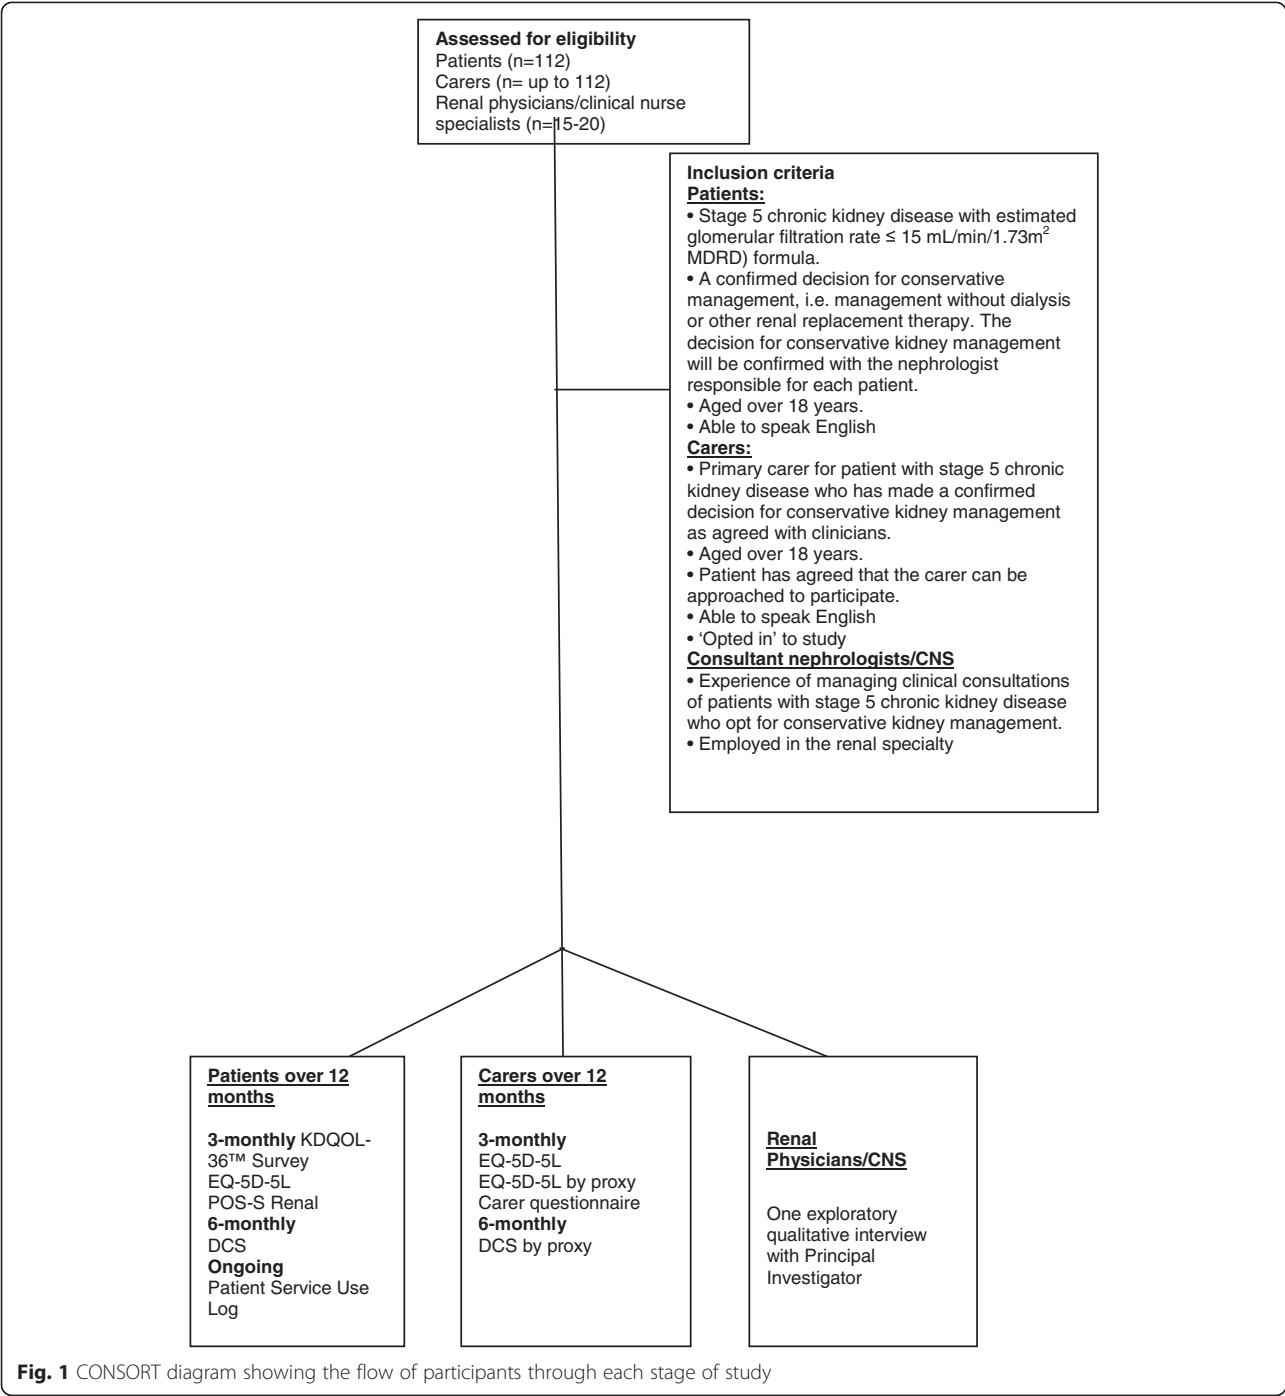 Assessed for eligibility
Patients (n=112)
Carers (n= up to 112)
Renal physicians/clinical nurse
specialists (n=15-20)
Inclusion criteria
Patients:
• Stage 5 chronic kidney disease with estimated
glomerular filtration rate ≤ 15 mL/min/1.73m²
MDRD) formula.
• A confirmed decision for conservative
management, i.e. management without dialysis
or other renal replacement therapy. The
decision for conservative kidney management
will be confirmed with the nephrologist
responsible for each patient.
• Aged over 18 years.
• Able to speak English
Carers:
• Primary carer for patient with stage 5 chronic
kidney disease who has made a confirmed
decision for conservative kidney management
as agreed with clinicians.
• Aged over 18 years.
• Patient has agreed that the carer can be
approached to participate.
• Able to speak English
• ‘Opted in’ to study
Consultant nephrologists/CNS
• Experience of managing clinical consultations
of patients with stage 5 chronic kidney disease
who opt for conservative kidney management.
• Employed in the renal specialty
Patients over 12
months
3-monthly KDQOL-
36™ Survey
EQ-5D-5L
POS-S Renal
6-monthly
DCS
Ongoing
Patient Service Use
Log
Carers over 12
months
3-monthly
EQ-5D-5L
EQ-5D-5L by proxy
Carer questionnaire
6-monthly
DCS by proxy
Renal
Physicians/CNS
One exploratory
qualitative interview
with Principal
Investigator
Fig. 1 CONSORT diagram showing the flow of participants through each stage of study